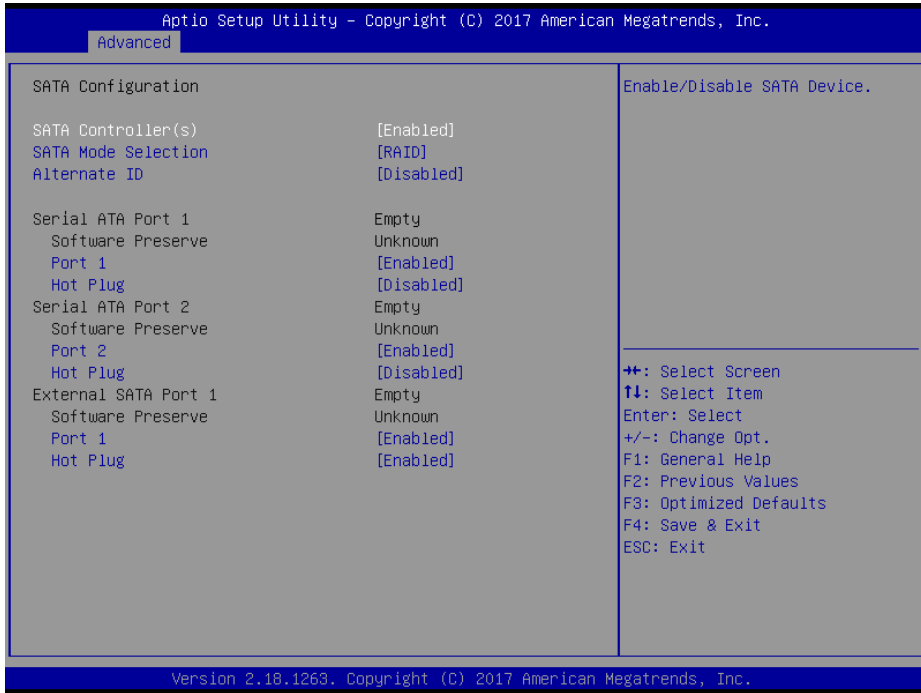 Aptio Setup Utility – Copyright (C) 2017 American Megatrends, Inc.
Advanced
SATA Configuration
SATA Controller(s) [Enabled]
SATA Mode Selection [RAID]
Alternate ID [Disabled]
Serial ATA Port 1 Empty
Software Preserve Unknown
Port 1 [Enabled]
Hot Plug [Disabled]
Serial ATA Port 2 Empty
Software Preserve Unknown
Port 2 [Enabled]
Hot Plug [Disabled]
External SATA Port 1 Empty
Software Preserve Unknown
Port 1 [Enabled]
Hot Plug [Enabled]
Enable/Disable SATA Device.
→←: Select Screen
↑↓: Select Item
Enter: Select
+/-: Change Opt.
F1: General Help
F2: Previous Values
F3: Optimized Defaults
F4: Save & Exit
ESC: Exit
Version 2.18.1263. Copyright (C) 2017 American Megatrends, Inc.